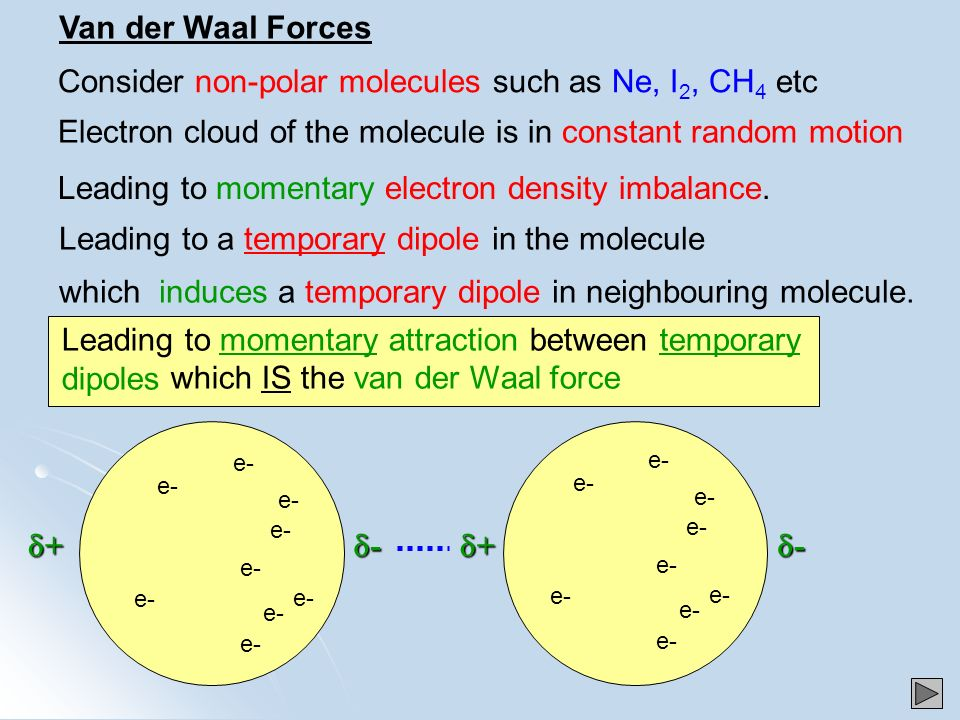 Van der Waal Forces
Consider non-polar molecules such as Ne, I₂, CH₄ etc
Electron cloud of the molecule is in constant random motion
Leading to momentary electron density imbalance.
Leading to a temporary dipole in the molecule
which induces a temporary dipole in neighbouring molecule.
Leading to momentary attraction between temporary
dipoles which IS the van der Waal force
e- e-
e- e-
e- e-
e- e-
δ+ δ- ...... δ+ δ-
e- e-
e- e-
e- e-
e- e-
e- e-